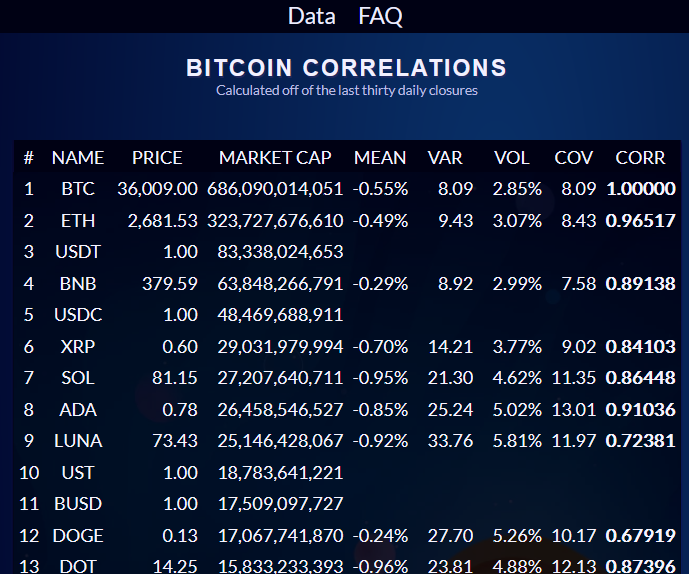 Data FAQ
BITCOIN CORRELATIONS
Calculated off of the last thirty daily closures
# NAME PRICE MARKET CAP MEAN VAR VOL COV CORR
1 BTC 36,009.00 686,090,014,051 -0.55% 8.09 2.85% 8.09 1.00000
2 ETH 2,681.53 323,727,676,610 -0.49% 9.43 3.07% 8.43 0.96517
3 USDT 1.00 83,338,024,653
4 BNB 379.59 63,848,266,791 -0.29% 8.92 2.99% 7.58 0.89138
5 USDC 1.00 48,469,688,911
6 XRP 0.60 29,031,979,994 -0.70% 14.21 3.77% 9.02 0.84103
7 SOL 81.15 27,207,640,711 -0.95% 21.30 4.62% 11.35 0.86448
8 ADA 0.78 26,458,546,527 -0.85% 25.24 5.02% 13.01 0.91036
9 LUNA 73.43 25,146,428,067 -0.92% 33.76 5.81% 11.97 0.72381
10 UST 1.00 18,783,641,221
11 BUSD 1.00 17,509,097,727
12 DOGE 0.13 17,067,741,870 -0.24% 27.70 5.26% 10.17 0.67919
13 DOT 14.25 15,833,233,393 -0.96% 23.81 4.88% 12.13 0.87396